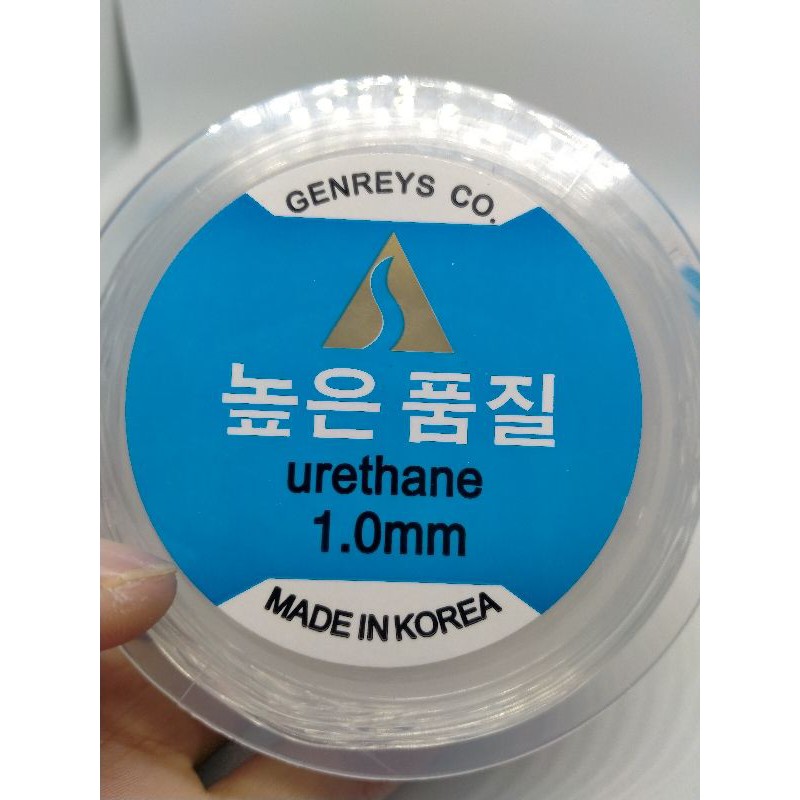 GENREYS CO.
높은 품질
urethane
1.0mm
MADE IN KOREA